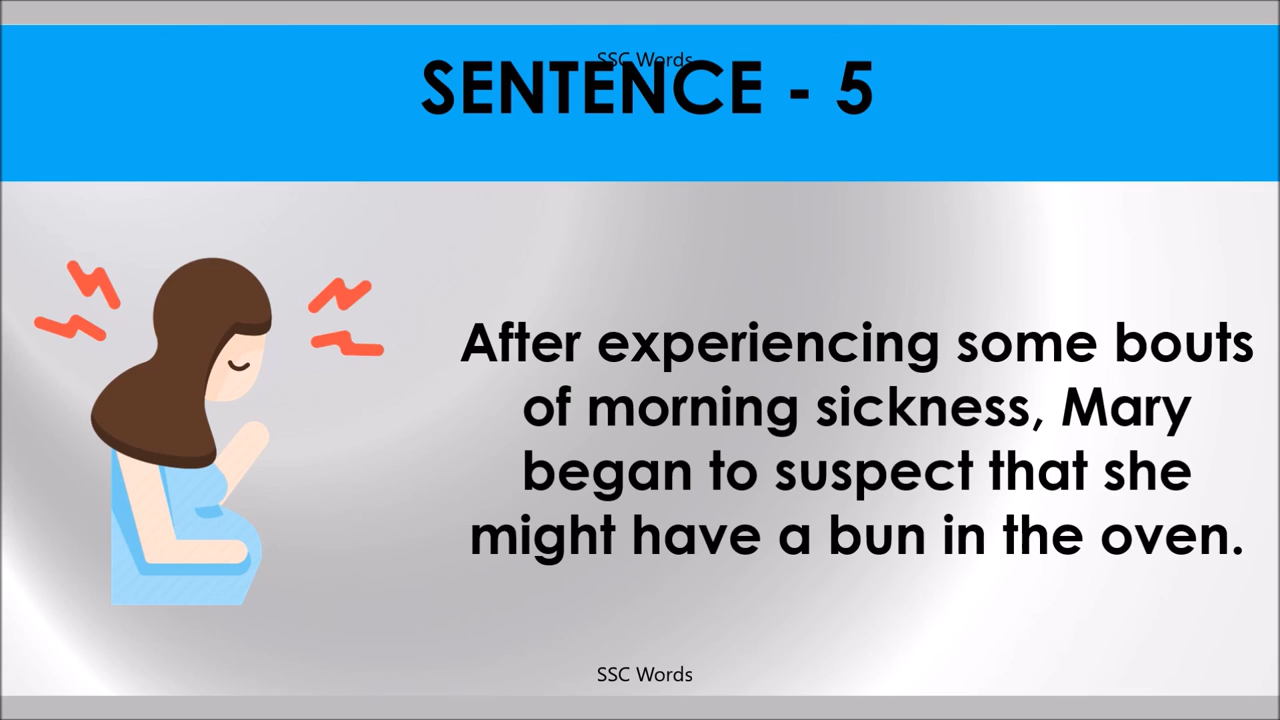 SSC Words
SENTENCE - 5
After experiencing some bouts
of morning sickness, Mary
began to suspect that she
might have a bun in the oven.
SSC Words